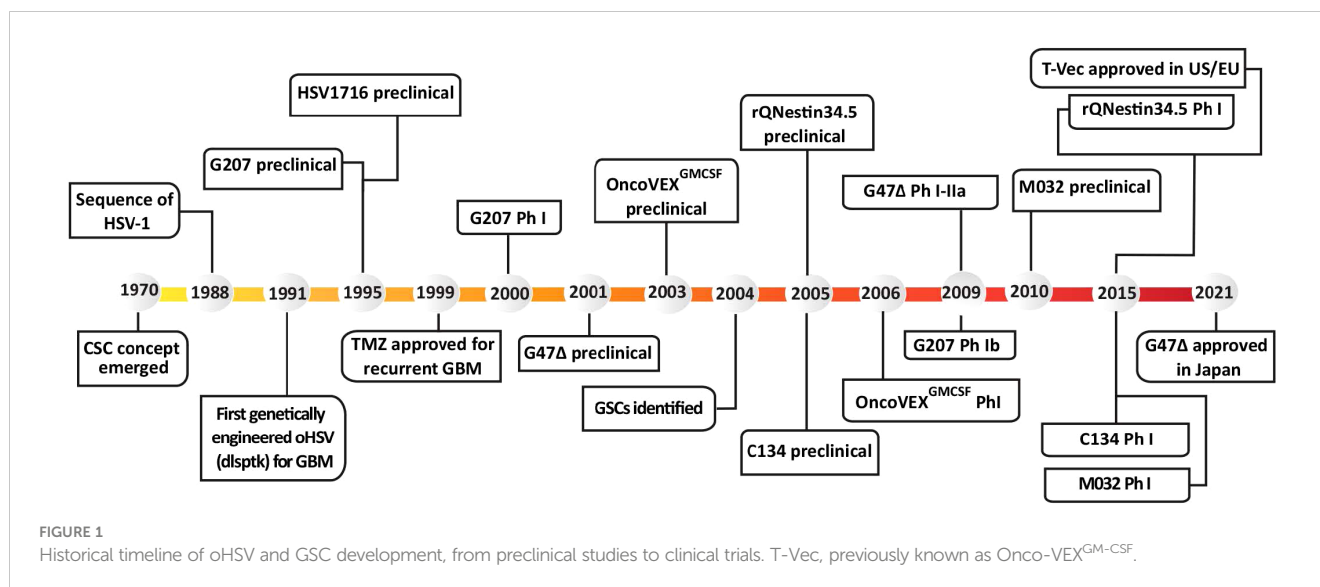 HSV1716 preclinical
G207 preclinical
Sequence of
HSV-1
G207 Ph I
OncoVEX^GMCSF
preclinical
rQNestin34.5
preclinical
G47Δ Ph I-IIa
M032 preclinical
T-Vec approved in US/EU
rQNestin34.5 Ph I
1970 1988 1991 1995 1999 2000 2001 2003 2004 2005 2006 2009 2010 2015 2021
CSC concept
emerged
First genetically
engineered oHSV
(dlsptk) for GBM
TMZ approved for
recurrent GBM
G47Δ preclinical
GSCs identified
C134 preclinical
OncoVEX^GMCSF PhI
G207 Ph Ib
C134 Ph I
M032 Ph I
G47Δ approved
in Japan
FIGURE 1
Historical timeline of oHSV and GSC development, from preclinical studies to clinical trials. T-Vec, previously known as Onco-VEX^GM-CSF.